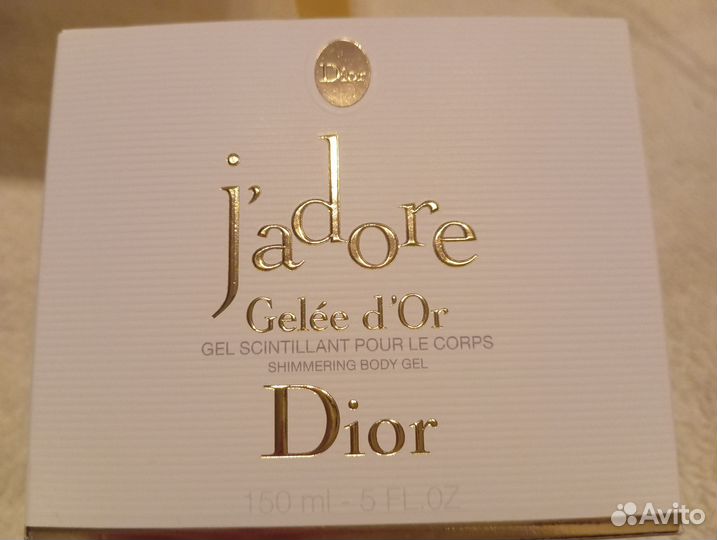 Dior
j'adore
Gelée d'Or
GEL SCINTILLANT POUR LE CORPS
SHIMMERING BODY GEL
Dior
150 ml - 5 FL.OZ
Avito